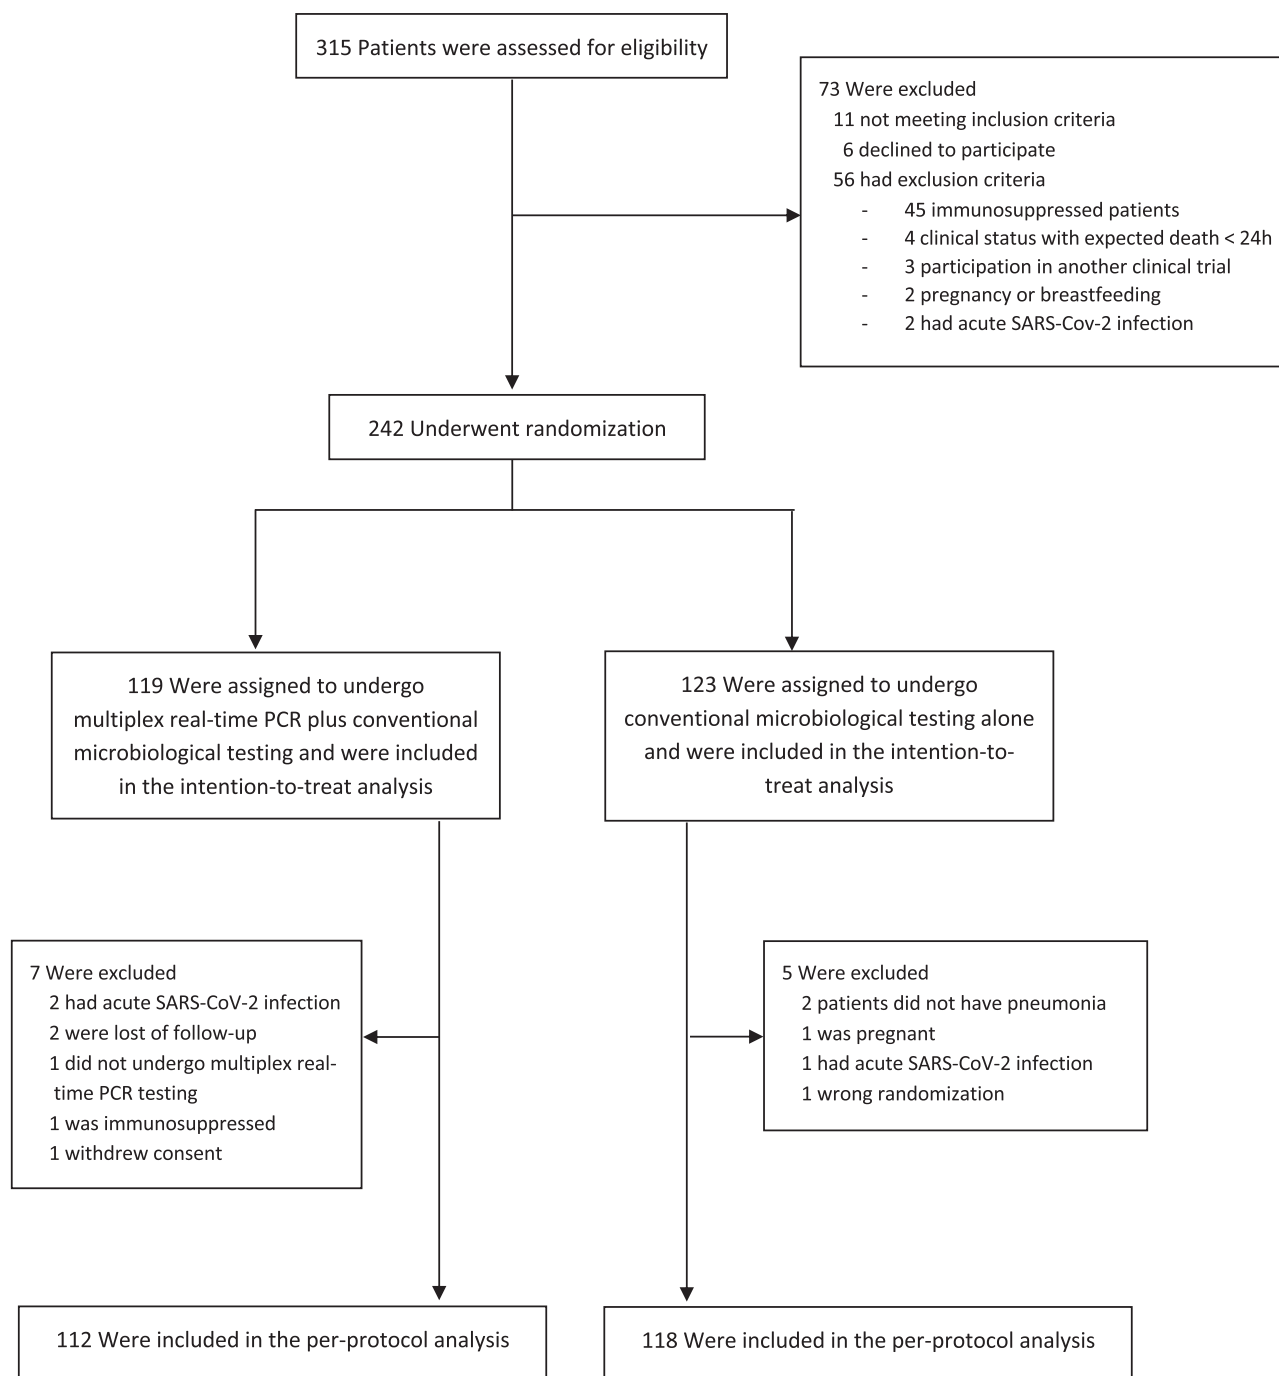 315 Patients were assessed for eligibility
73 Were excluded
11 not meeting inclusion criteria
6 declined to participate
56 had exclusion criteria
- 45 immunosuppressed patients
- 4 clinical status with expected death < 24h
- 3 participation in another clinical trial
- 2 pregnancy or breastfeeding
- 2 had acute SARS-Cov-2 infection
242 Underwent randomization
119 Were assigned to undergo
multiplex real-time PCR plus conventional
microbiological testing and were included
in the intention-to-treat analysis
123 Were assigned to undergo
conventional microbiological testing alone
and were included in the intention-to-
treat analysis
7 Were excluded
2 had acute SARS-CoV-2 infection
2 were lost of follow-up
1 did not undergo multiplex real-
time PCR testing
1 was immunosuppressed
1 withdrew consent
5 Were excluded
2 patients did not have pneumonia
1 was pregnant
1 had acute SARS-CoV-2 infection
1 wrong randomization
112 Were included in the per-protocol analysis
118 Were included in the per-protocol analysis